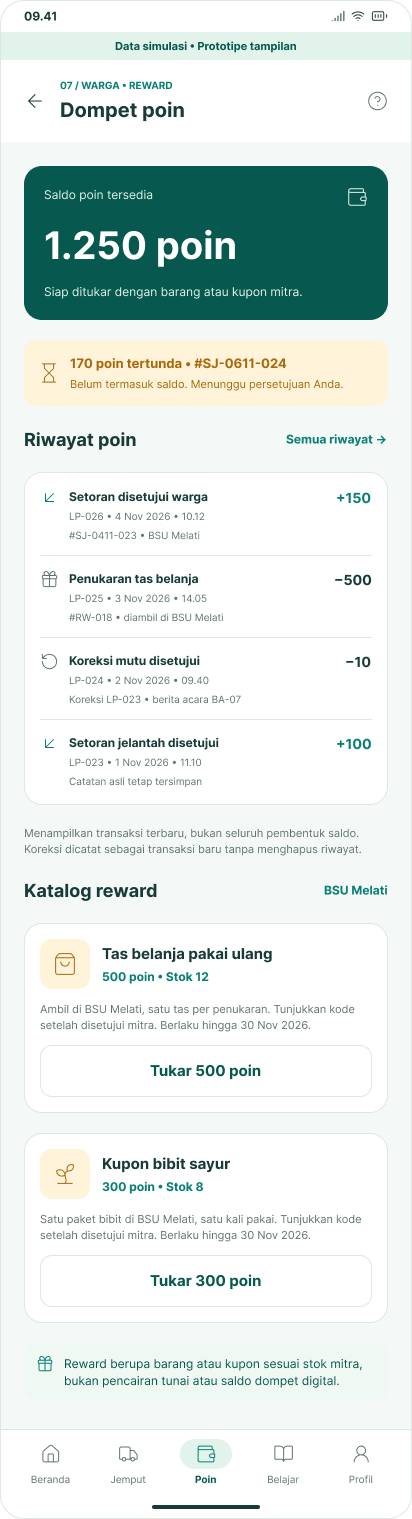 09.41
Data simulasi • Prototipe tampilan
07 / WARGA • REWARD
Dompet poin
Saldo poin tersedia
1.250 poin
Siap ditukar dengan barang atau kupon mitra.
170 poin tertunda • #SJ-0611-024
Belum termasuk saldo. Menunggu persetujuan Anda.
Riwayat poin
Semua riwayat →
Setoran disetujui warga
+150
LP-026 • 4 Nov 2026 • 10.12
#SJ-0411-023 • BSU Melati
Penukaran tas belanja
−500
LP-025 • 3 Nov 2026 • 14.05
#RW-018 • diambil di BSU Melati
Koreksi mutu disetujui
−10
LP-024 • 2 Nov 2026 • 09.40
Koreksi LP-023 • berita acara BA-07
Setoran jelantah disetujui
+100
LP-023 • 1 Nov 2026 • 11.10
Catatan asli tetap tersimpan
Menampilkan transaksi terbaru, bukan seluruh pembentuk saldo.
Koreksi dicatat sebagai transaksi baru tanpa menghapus riwayat.
Katalog reward
BSU Melati
Tas belanja pakai ulang
500 poin • Stok 12
Ambil di BSU Melati, satu tas per penukaran. Tunjukkan kode
setelah disetujui mitra. Berlaku hingga 30 Nov 2026.
Tukar 500 poin
Kupon bibit sayur
300 poin • Stok 8
Satu paket bibit di BSU Melati, satu kali pakai. Tunjukkan kode
setelah disetujui mitra. Berlaku hingga 30 Nov 2026.
Tukar 300 poin
Reward berupa barang atau kupon sesuai stok mitra,
bukan pencairan tunai atau saldo dompet digital.
Beranda
Jemput
Poin
Belajar
Profil